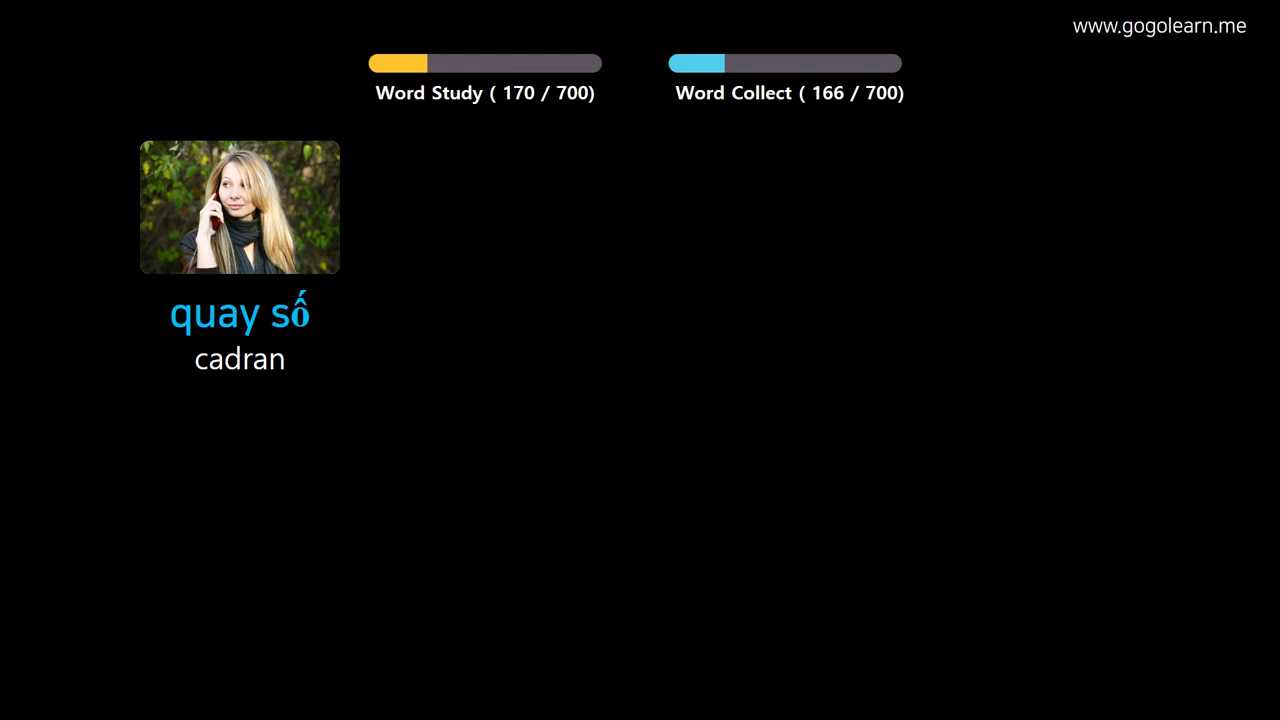 www.gogolearn.me
Word Study ( 170 / 700)
Word Collect ( 166 / 700)
quay số
cadran